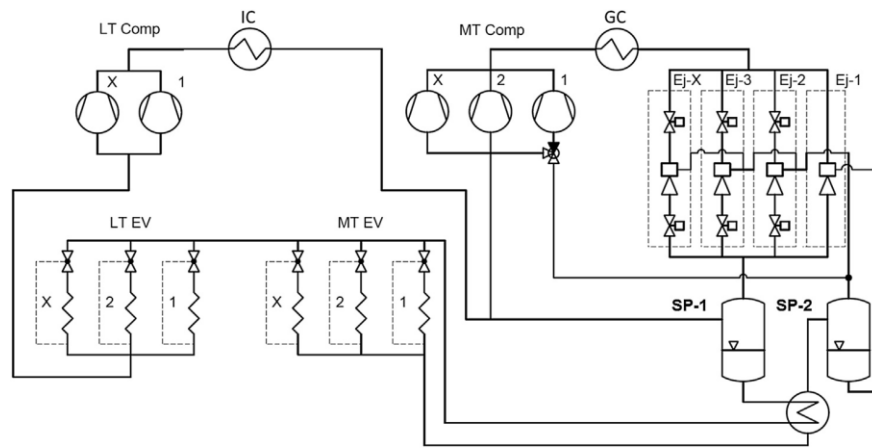 IC
GC
LT Comp
MT Comp
X
1
X
2
1
Ej-X
Ej-3
Ej-2
Ej-1
LT EV
MT EV
X
2
1
X
2
1
SP-1
SP-2